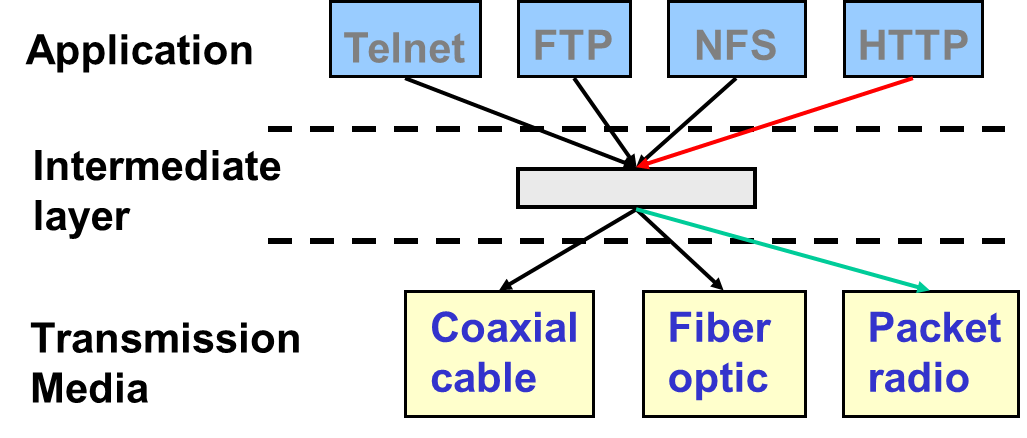 Application
Telnet
FTP
NFS
HTTP
Intermediate
layer
Transmission
Media
Coaxial
cable
Fiber
optic
Packet
radio